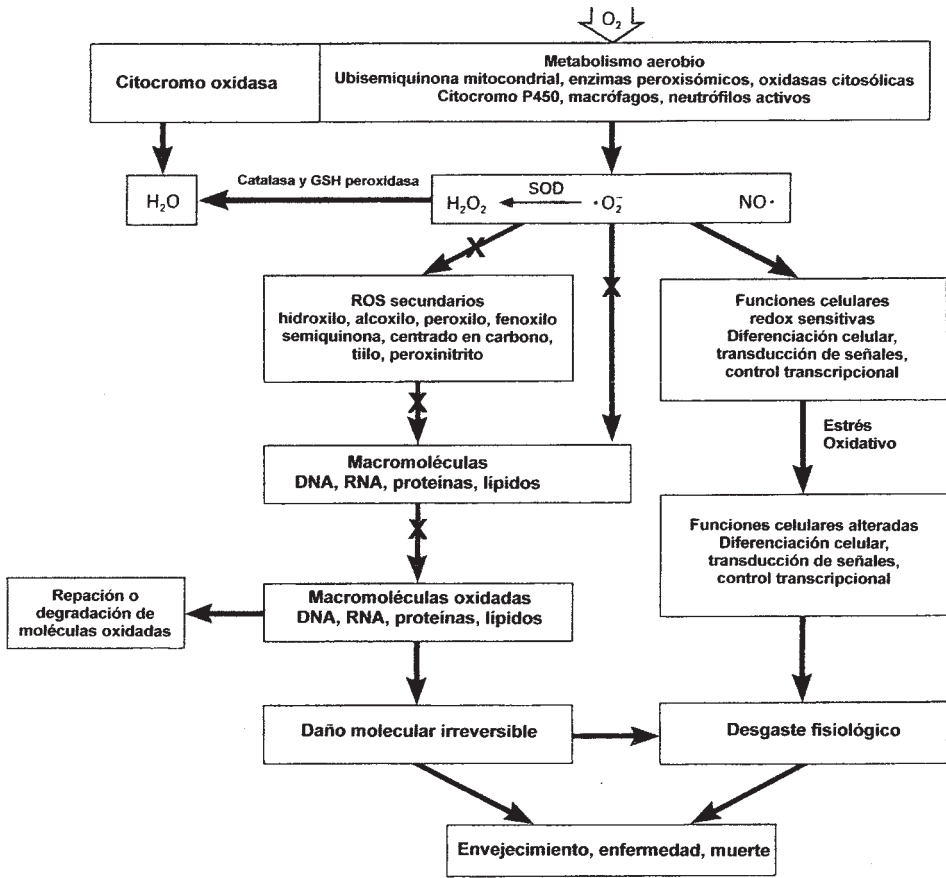 O₂
Citocromo oxidasa
Metabolismo aerobio
Ubisemiquinona mitocondrial, enzimas peroxisómicos, oxidasas citosólicas
Citocromo P450, macrófagos, neutrófilos activos
Catalasa y GSH peroxidasa
H₂O
H₂O₂
SOD
·O₂⁻
NO·
ROS secundarios
hidroxilo, alcoxilo, peroxilo, fenoxilo
semiquinona, centrado en carbono,
tiilo, peroxinitrito
Funciones celulares
redox sensitivas
Diferenciación celular,
transducción de señales,
control transcripcional
Estrés
Oxidativo
Macromoléculas
DNA, RNA, proteínas, lípidos
Funciones celulares alteradas
Diferenciación celular,
transducción de señales,
control transcripcional
Repación o
degradación de
moléculas oxidadas
Macromoléculas oxidadas
DNA, RNA, proteínas, lípidos
Daño molecular irreversible
Desgaste fisiológico
Envejecimiento, enfermedad, muerte